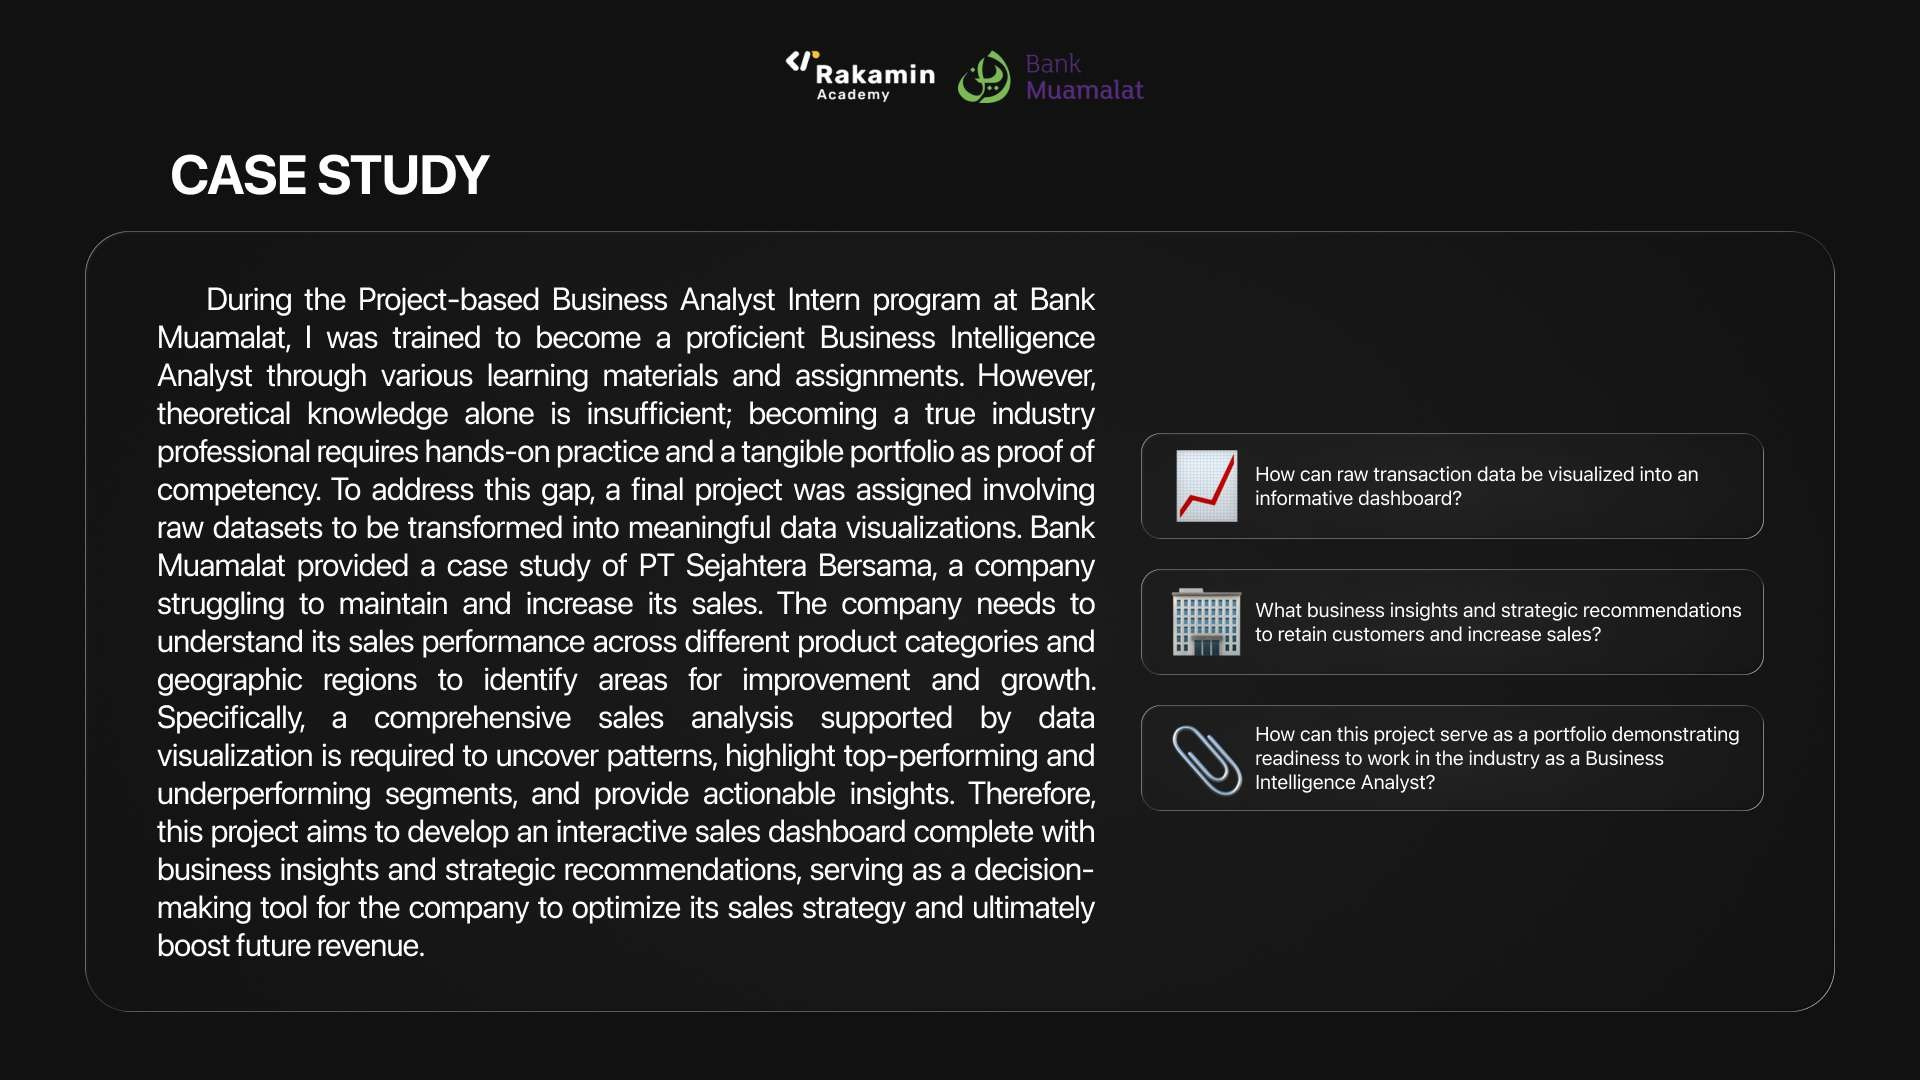 Rakamin
Academy
Bank
Muamalat
CASE STUDY
During the Project-based Business Analyst Intern program at Bank
Muamalat, I was trained to become a proficient Business Intelligence
Analyst through various learning materials and assignments. However,
theoretical knowledge alone is insufficient; becoming a true industry
professional requires hands-on practice and a tangible portfolio as proof of
competency. To address this gap, a final project was assigned involving
raw datasets to be transformed into meaningful data visualizations. Bank
Muamalat provided a case study of PT Sejahtera Bersama, a company
struggling to maintain and increase its sales. The company needs to
understand its sales performance across different product categories and
geographic regions to identify areas for improvement and growth.
Specifically, a comprehensive sales analysis supported by data
visualization is required to uncover patterns, highlight top-performing and
underperforming segments, and provide actionable insights. Therefore,
this project aims to develop an interactive sales dashboard complete with
business insights and strategic recommendations, serving as a decision-
making tool for the company to optimize its sales strategy and ultimately
boost future revenue.
How can raw transaction data be visualized into an
informative dashboard?
What business insights and strategic recommendations
to retain customers and increase sales?
How can this project serve as a portfolio demonstrating
readiness to work in the industry as a Business
Intelligence Analyst?